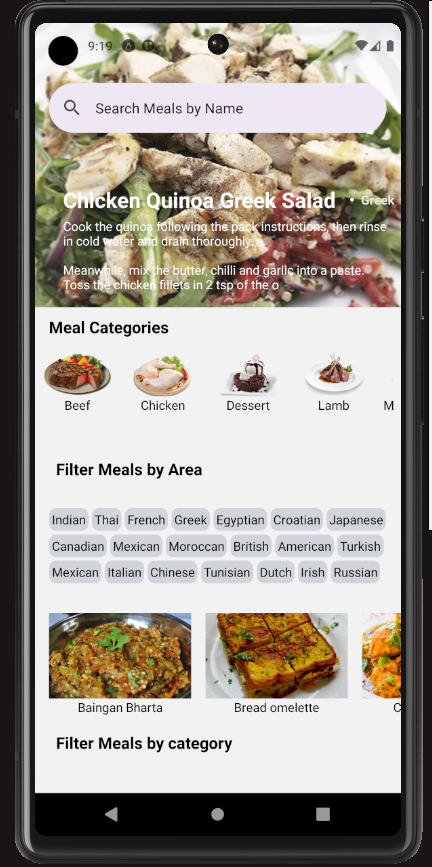 9:19
Search Meals by Name
Chicken Quinoa Greek Salad • Greek
Cook the quinoa following the pack instructions, then rinse
in cold water and drain thoroughly.
Meanwhile, mix the butter, chilli and garlic into a paste.
Toss the chicken fillets in 2 tsp of the o
Meal Categories
Beef Chicken Dessert Lamb M
Filter Meals by Area
Indian Thai French Greek Egyptian Croatian Japanese
Canadian Mexican Moroccan British American Turkish
Mexican Italian Chinese Tunisian Dutch Irish Russian
Baingan Bharta Bread omelette C
Filter Meals by category